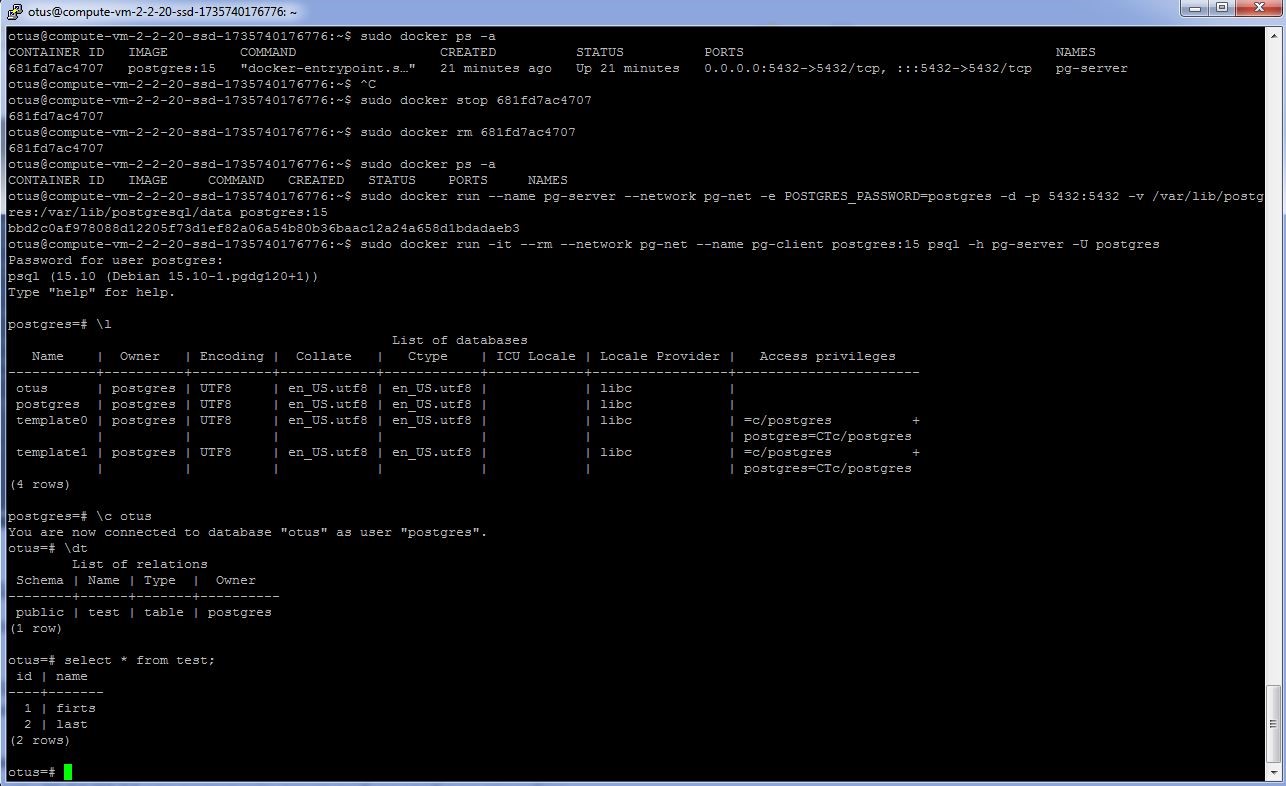 otus@compute-vm-2-2-20-ssd-1735740176776: ~
otus@compute-vm-2-2-20-ssd-1735740176776:~$ sudo docker ps -a
CONTAINER ID   IMAGE         COMMAND                  CREATED          STATUS          PORTS                                       NAMES
681fd7ac4707   postgres:15   "docker-entrypoint.s…"   21 minutes ago   Up 21 minutes   0.0.0.0:5432->5432/tcp, :::5432->5432/tcp   pg-server
otus@compute-vm-2-2-20-ssd-1735740176776:~$ ^C
otus@compute-vm-2-2-20-ssd-1735740176776:~$ sudo docker stop 681fd7ac4707
681fd7ac4707
otus@compute-vm-2-2-20-ssd-1735740176776:~$ sudo docker rm 681fd7ac4707
681fd7ac4707
otus@compute-vm-2-2-20-ssd-1735740176776:~$ sudo docker ps -a
CONTAINER ID   IMAGE     COMMAND   CREATED   STATUS    PORTS     NAMES
otus@compute-vm-2-2-20-ssd-1735740176776:~$ sudo docker run --name pg-server --network pg-net -e POSTGRES_PASSWORD=postgres -d -p 5432:5432 -v /var/lib/postg
res:/var/lib/postgresql/data postgres:15
bbd2c0af978088d12205f73d1ef82a06a54b80b36baac12a24a658d1bdadaeb3
otus@compute-vm-2-2-20-ssd-1735740176776:~$ sudo docker run -it --rm --network pg-net --name pg-client postgres:15 psql -h pg-server -U postgres
Password for user postgres:
psql (15.10 (Debian 15.10-1.pgdg120+1))
Type "help" for help.
postgres=# \l
                                                List of databases
   Name    |  Owner   | Encoding |  Collate   |   Ctype    | ICU Locale | Locale Provider |   Access privileges
-----------+----------+----------+------------+------------+------------+-----------------+-----------------------
 otus      | postgres | UTF8     | en_US.utf8 | en_US.utf8 |            | libc            |
 postgres  | postgres | UTF8     | en_US.utf8 | en_US.utf8 |            | libc            |
 template0 | postgres | UTF8     | en_US.utf8 | en_US.utf8 |            | libc            | =c/postgres          +
           |          |          |            |            |            |                 | postgres=CTc/postgres
 template1 | postgres | UTF8     | en_US.utf8 | en_US.utf8 |            | libc            | =c/postgres          +
           |          |          |            |            |            |                 | postgres=CTc/postgres
(4 rows)
postgres=# \c otus
You are now connected to database "otus" as user "postgres".
otus=# \dt
        List of relations
 Schema | Name | Type  |  Owner
--------+------+-------+----------
 public | test | table | postgres
(1 row)
otus=# select * from test;
 id | name
----+-------
  1 | firts
  2 | last
(2 rows)
otus=#